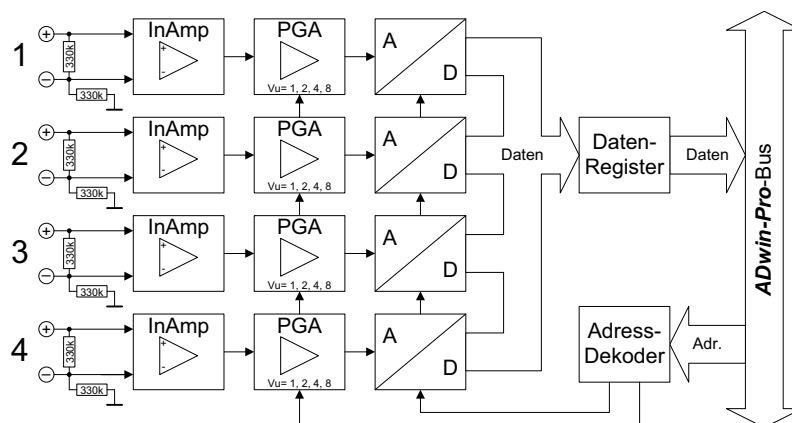 1
+
−
330k
330k
InAmp
+
-
PGA
Vu= 1, 2, 4, 8
A
D
2
+
−
330k
330k
InAmp
+
-
PGA
Vu= 1, 2, 4, 8
A
D
3
+
−
330k
330k
InAmp
+
-
PGA
Vu= 1, 2, 4, 8
A
D
4
+
−
330k
330k
InAmp
+
-
PGA
Vu= 1, 2, 4, 8
A
D
Daten
Daten-
Register
Daten
Adress-
Dekoder
Adr.
ADwin-Pro-Bus